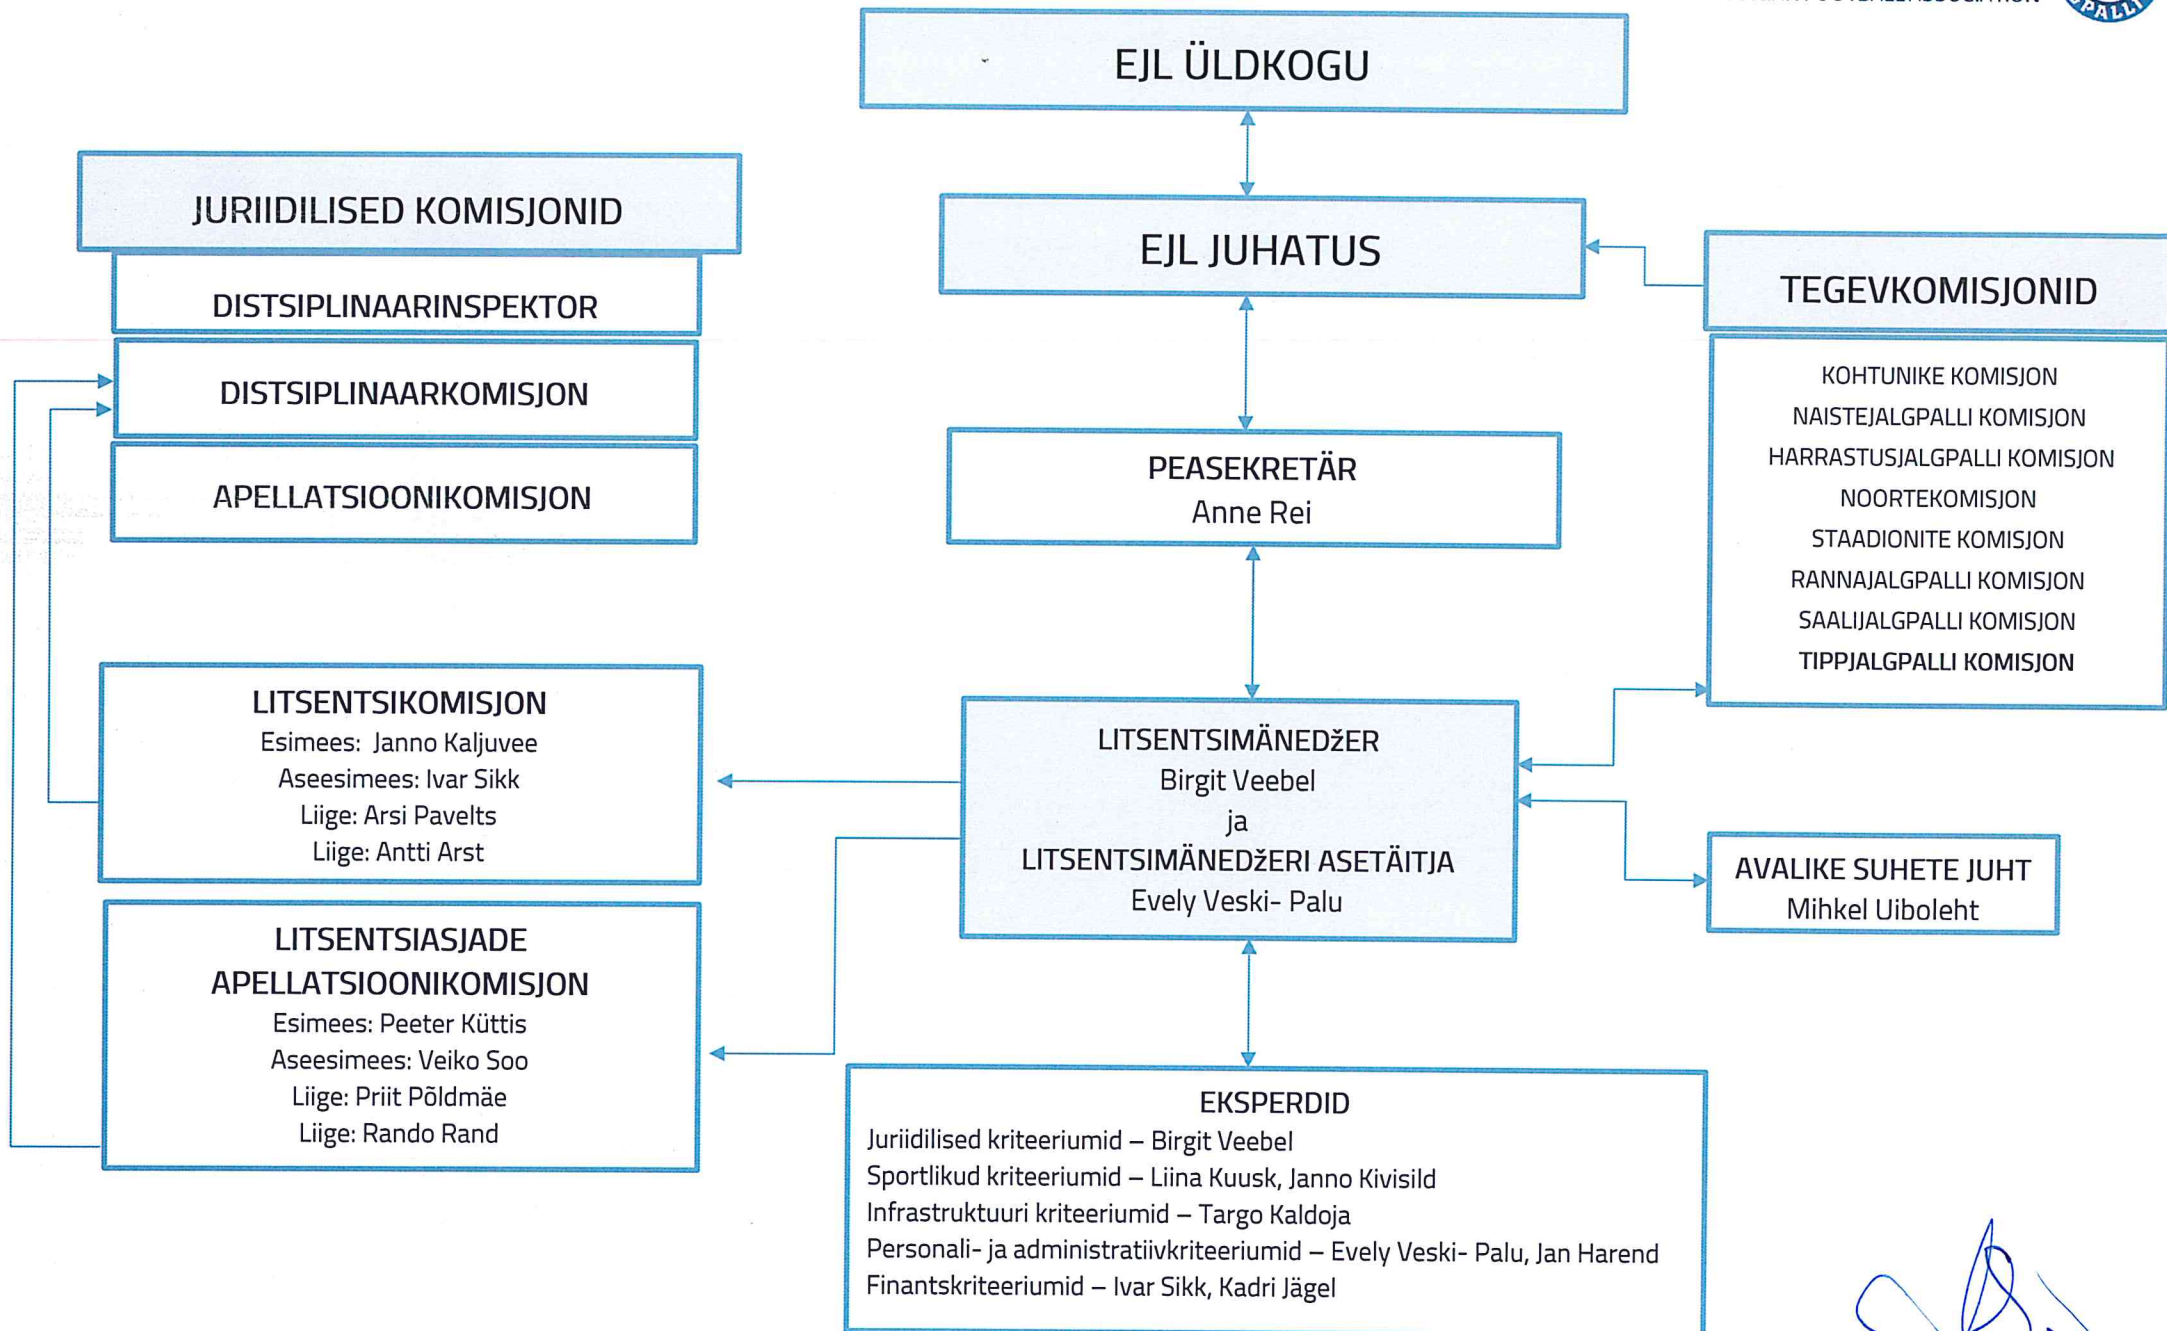 EJL ÜLDKOGU
JURIIDILISED KOMISJONID
DISTSIPLINAARINSPEKTOR
DISTSIPLINAARKOMISJON
APELLATSIOONIKOMISJON
EJL JUHATUS
TEGEVKOMISJONID
KOHTUNIKE KOMISJON
NAISTEJALGPALLI KOMISJON
HARRASTUSJALGPALLI KOMISJON
NOORTEKOMISJON
STAADIONITE KOMISJON
RANNAJALGPALLI KOMISJON
SAALIJALGPALLI KOMISJON
TIPPJALGPALLI KOMISJON
PEASEKRETÄR
Anne Rei
LITSENTSIKOMISJON
Esimees: Janno Kaljuvee
Aseesimees: Ivar Sikk
Liige: Arsi Pavelts
Liige: Antti Arst
LITSENTSIMÄNEDžER
Birgit Veebel
ja
LITSENTSIMÄNEDžERI ASETÄITJA
Evely Veski- Palu
AVALIKE SUHETE JUHT
Mihkel Uiboleht
LITSENTSIASJADE
APELLATSIOONIKOMISJON
Esimees: Peeter Küttis
Aseesimees: Veiko Soo
Liige: Priit Põldmäe
Liige: Rando Rand
EKSPERDID
Juriidilised kriteeriumid – Birgit Veebel
Sportlikud kriteeriumid – Liina Kuusk, Janno Kivisild
Infrastruktuuri kriteeriumid – Targo Kaldoja
Personali- ja administratiivkriteeriumid – Evely Veski- Palu, Jan Harend
Finantskriteeriumid – Ivar Sikk, Kadri Jägel